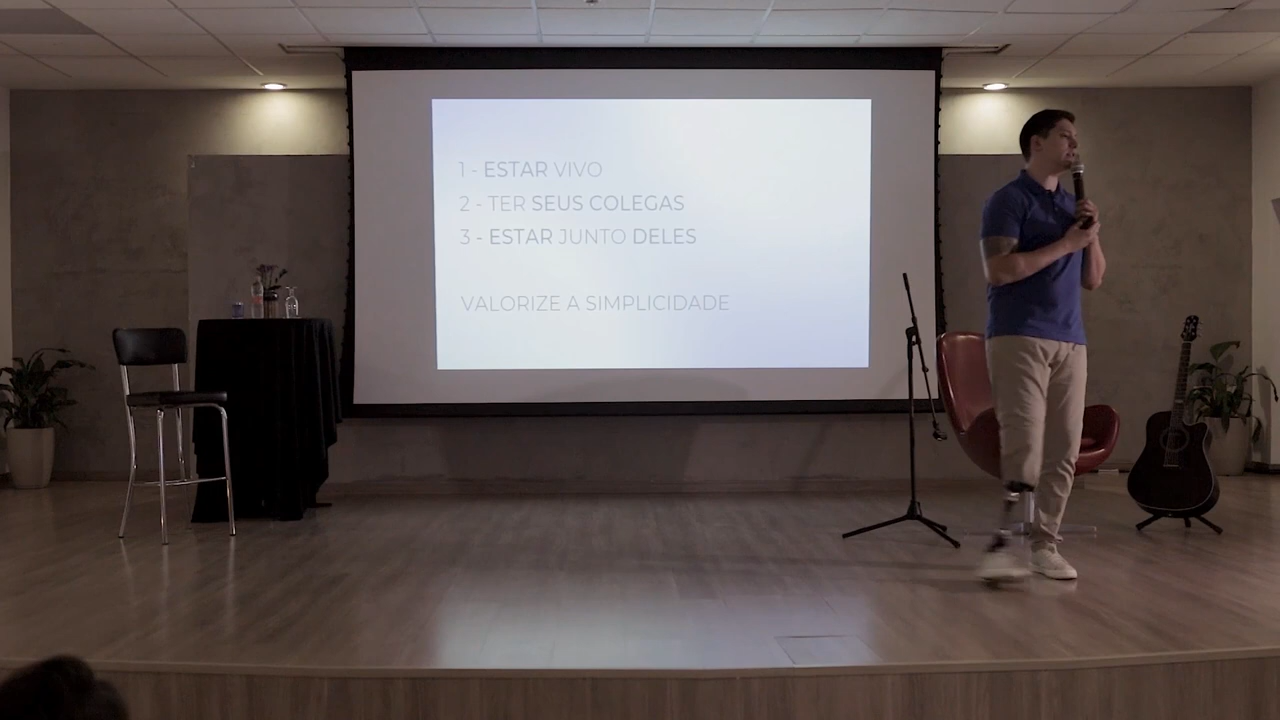 1 - ESTAR VIVO
2 - TER SEUS COLEGAS
3 - ESTAR JUNTO DELES
VALORIZE A SIMPLICIDADE